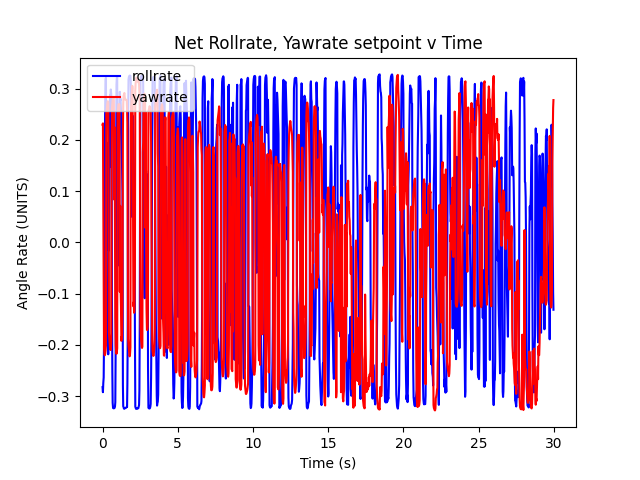 Net Rollrate, Yawrate setpoint v Time
rollrate
yawrate
0.3
0.2
0.1
0.0
−0.1
−0.2
−0.3
Angle Rate (UNITS)
0 5 10 15 20 25 30
Time (s)